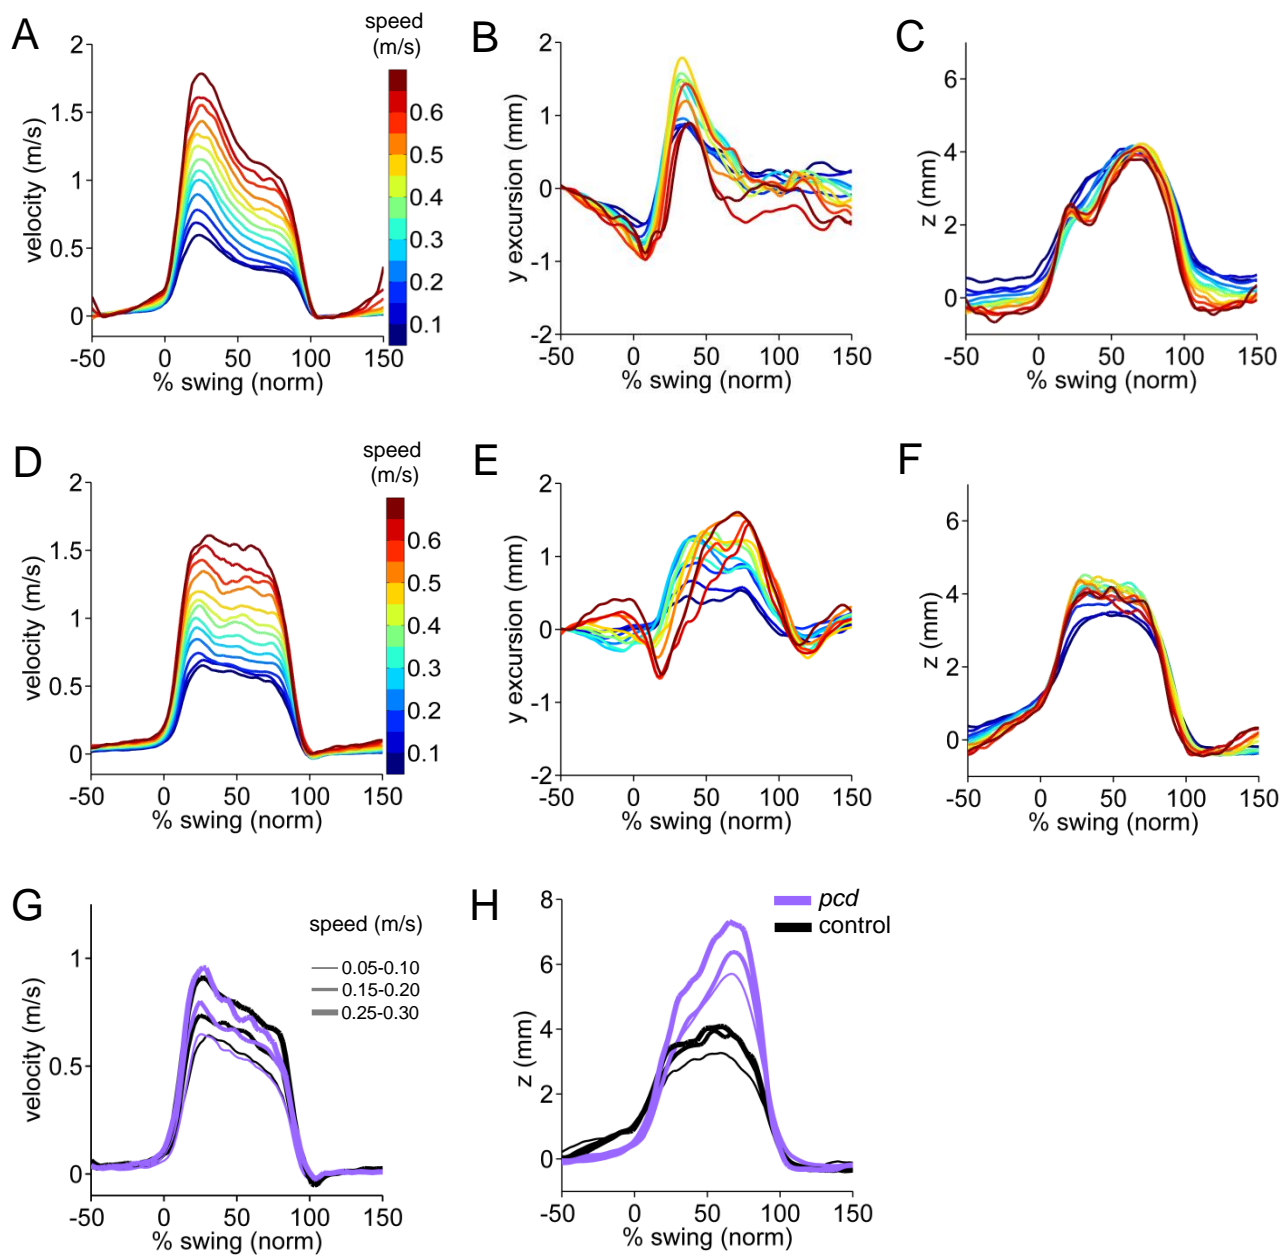 A
speed
(m/s)
velocity (m/s)
2
1.5
1
0.5
0
-50 0 50 100 150
% swing (norm)
0.6
0.5
0.4
0.3
0.2
0.1
B
y excursion (mm)
2
1
0
-1
-2
-50 0 50 100 150
% swing (norm)
C
z (mm)
6
4
2
0
-50 0 50 100 150
% swing (norm)
D
speed
(m/s)
velocity (m/s)
2
1.5
1
0.5
0
-50 0 50 100 150
% swing (norm)
0.6
0.5
0.4
0.3
0.2
0.1
E
y excursion (mm)
2
1
0
-1
-2
-50 0 50 100 150
% swing (norm)
F
z (mm)
6
4
2
0
-50 0 50 100 150
% swing (norm)
G
velocity (m/s)
1
0.5
0
-50 0 50 100 150
% swing (norm)
speed (m/s)
0.05-0.10
0.15-0.20
0.25-0.30
H
z (mm)
8
6
4
2
0
-50 0 50 100 150
% swing (norm)
pcd
control